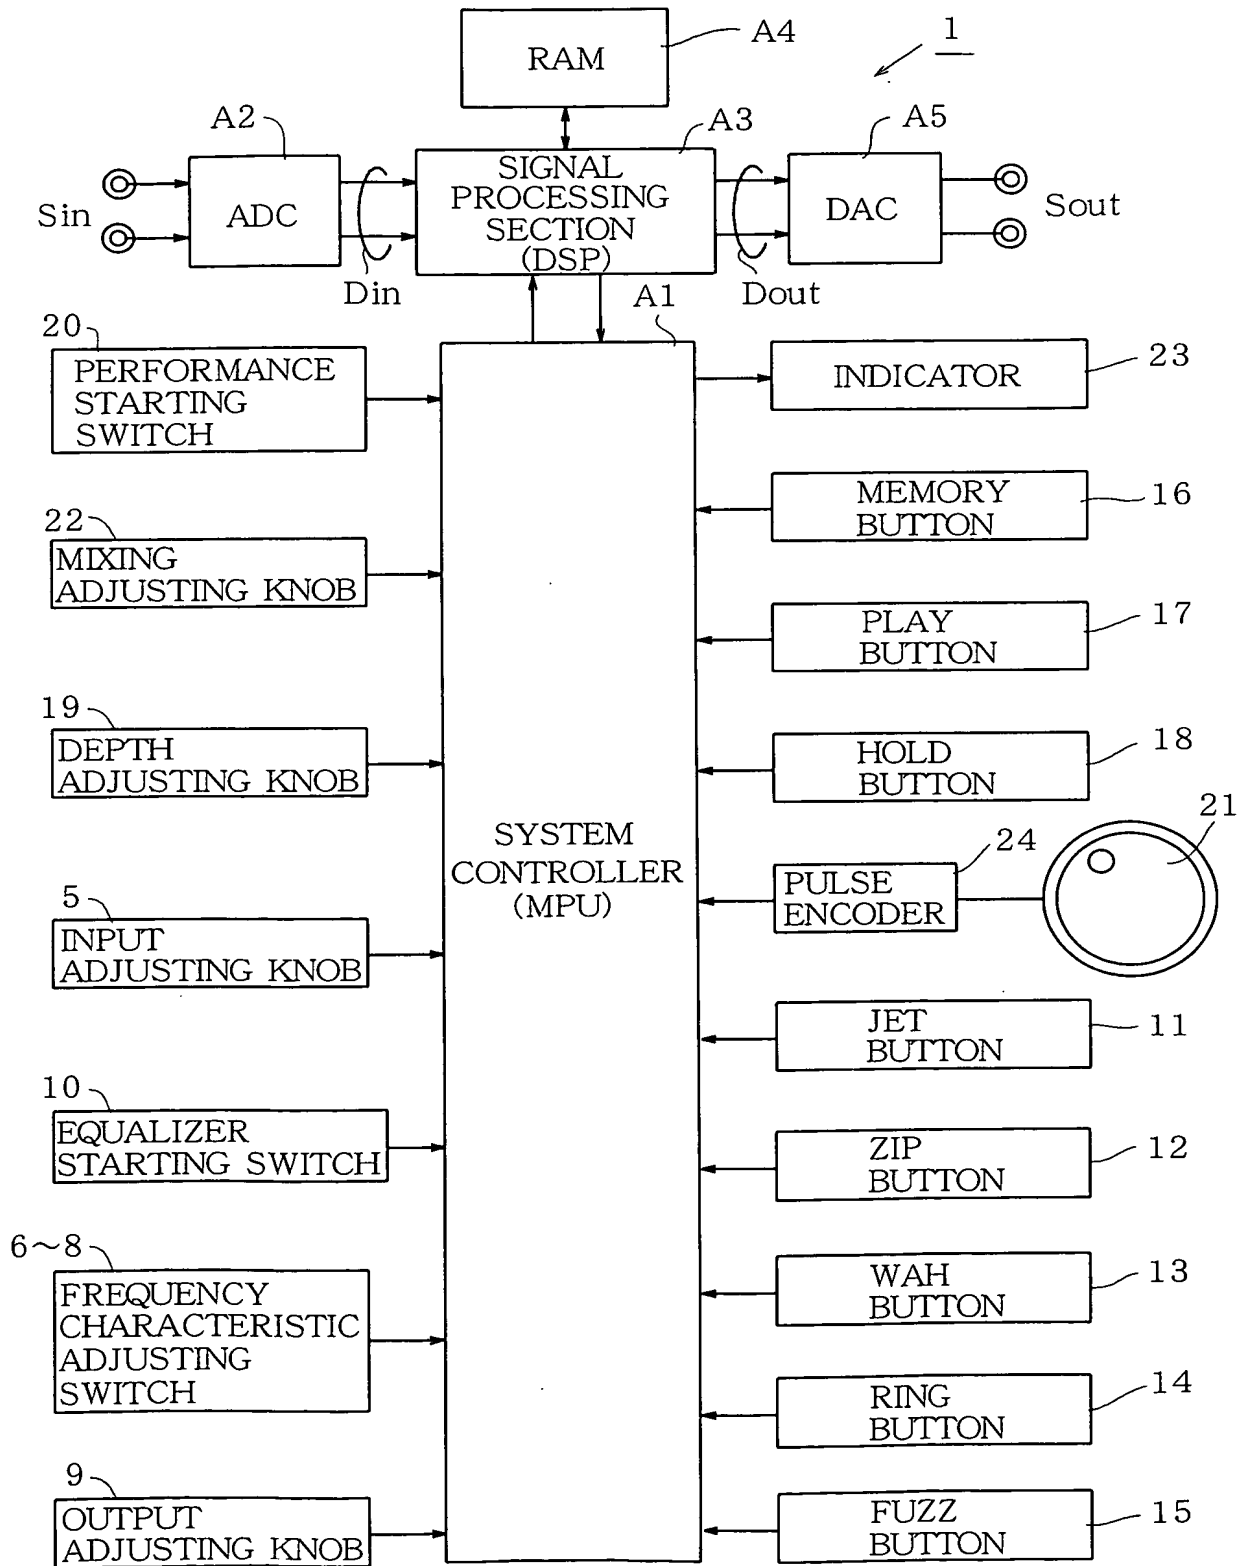 1
A4
RAM
A2
A3
A5
Sin
ADC
SIGNAL
PROCESSING
SECTION
(DSP)
DAC
Sout
Din
Dout
A1
20
PERFORMANCE
STARTING
SWITCH
INDICATOR
23
MEMORY
BUTTON
16
22
MIXING
ADJUSTING KNOB
PLAY
BUTTON
17
19
DEPTH
ADJUSTING KNOB
HOLD
BUTTON
18
SYSTEM
CONTROLLER
(MPU)
24
21
PULSE
ENCODER
5
INPUT
ADJUSTING KNOB
JET
BUTTON
11
10
EQUALIZER
STARTING SWITCH
ZIP
BUTTON
12
6~8
FREQUENCY
CHARACTERISTIC
ADJUSTING
SWITCH
WAH
BUTTON
13
RING
BUTTON
14
9
OUTPUT
ADJUSTING KNOB
FUZZ
BUTTON
15